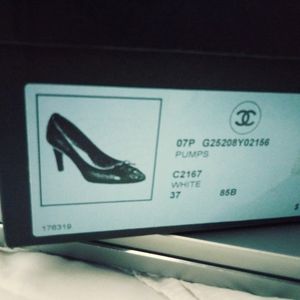 07P G25208Y02156
PUMPS
C2167
WHITE
37 85B
176319